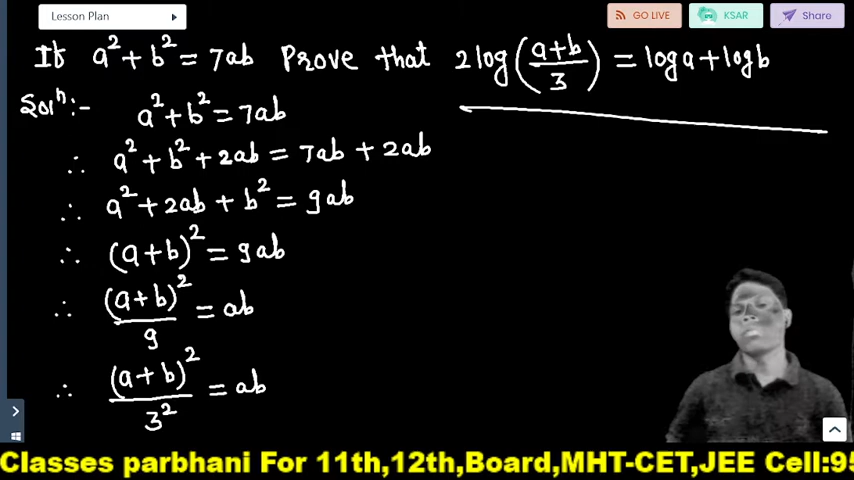 Lesson Plan
GO LIVE
KSAR
Share
If a² + b² = 7ab Prove that 2log((a+b)/3) = loga + logb
Solⁿ:- a² + b² = 7ab
∴ a² + b² + 2ab = 7ab + 2ab
∴ a² + 2ab + b² = 9ab
∴ (a+b)² = 9ab
∴ (a+b)²/9 = ab
∴ (a+b)²/3² = ab
Classes parbhani For 11th,12th,Board,MHT-CET,JEE Cell:95